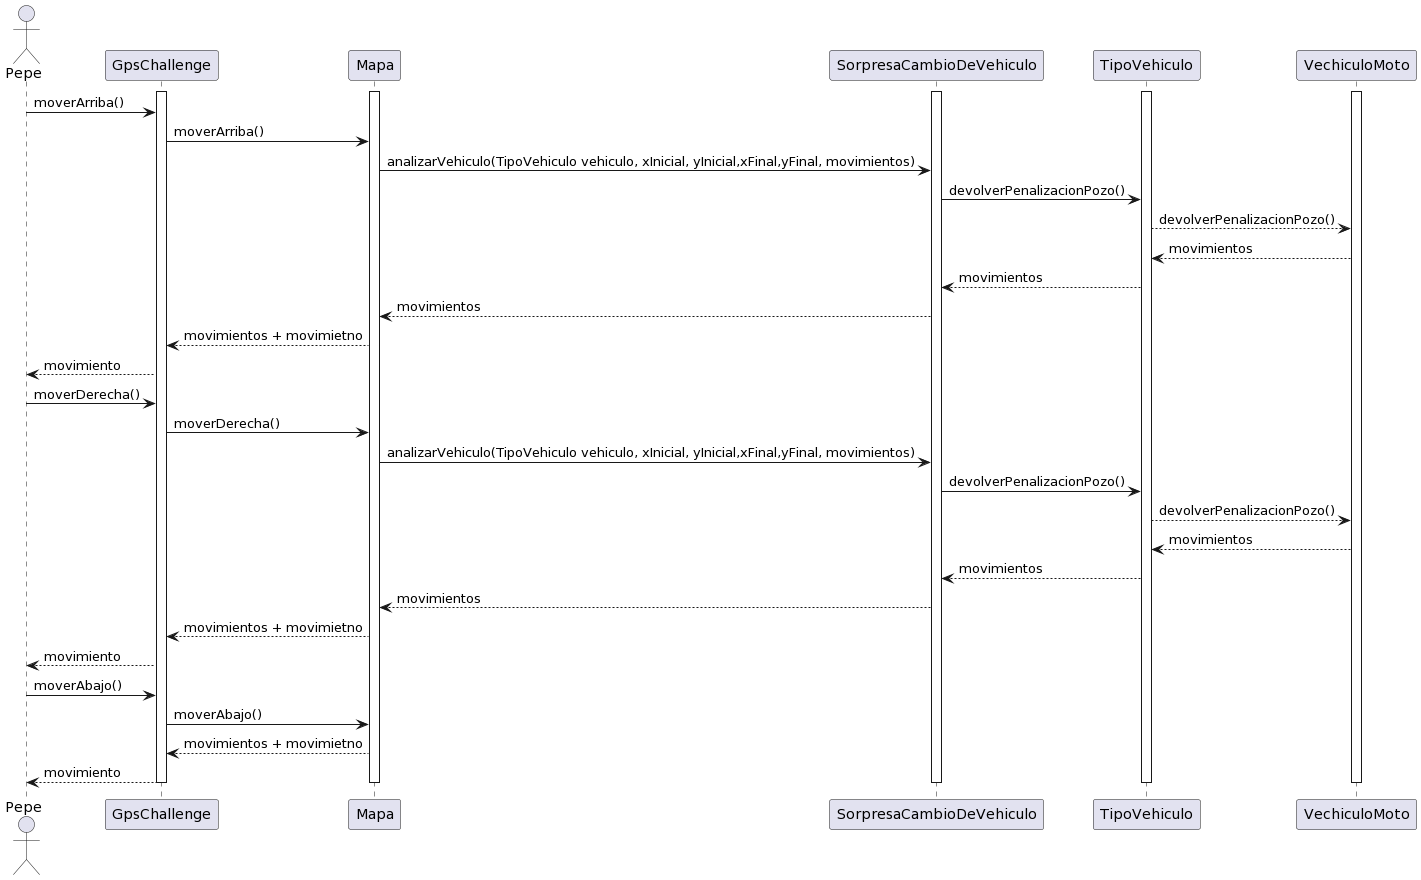 Pepe
GpsChallenge
Mapa
SorpresaCambioDeVehiculo
TipoVehiculo
VechiculoMoto
moverArriba()
moverArriba()
analizarVehiculo(TipoVehiculo vehiculo, xInicial, yInicial,xFinal,yFinal, movimientos)
devolverPenalizacionPozo()
devolverPenalizacionPozo()
movimientos
movimientos
movimientos
movimientos + movimietno
movimiento
moverDerecha()
moverDerecha()
analizarVehiculo(TipoVehiculo vehiculo, xInicial, yInicial,xFinal,yFinal, movimientos)
devolverPenalizacionPozo()
devolverPenalizacionPozo()
movimientos
movimientos
movimientos
movimientos + movimietno
movimiento
moverAbajo()
moverAbajo()
movimientos + movimietno
movimiento
Pepe
GpsChallenge
Mapa
SorpresaCambioDeVehiculo
TipoVehiculo
VechiculoMoto